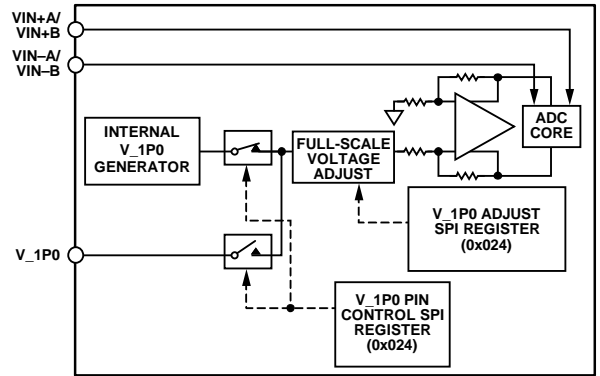 VIN+A/
VIN+B
VIN–A/
VIN–B
INTERNAL
V_1P0
GENERATOR
FULL-SCALE
VOLTAGE
ADJUST
ADC
CORE
V_1P0 ADJUST
SPI REGISTER
(0x024)
V_1P0
V_1P0 PIN
CONTROL SPI
REGISTER
(0x024)